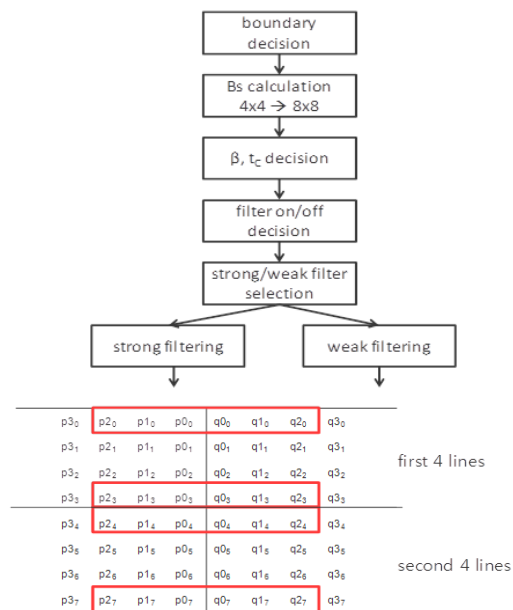 boundary
decision
Bs calculation
4x4 → 8x8
β, t_C decision
filter on/off
decision
strong/weak filter
selection
strong filtering
weak filtering
p3₀ p2₀ p1₀ p0₀ q0₀ q1₀ q2₀ q3₀
p3₁ p2₁ p1₁ p0₁ q0₁ q1₁ q2₁ q3₁
first 4 lines
p3₂ p2₂ p1₂ p0₂ q0₂ q1₂ q2₂ q3₂
p3₃ p2₃ p1₃ p0₃ q0₃ q1₃ q2₃ q3₃
p3₄ p2₄ p1₄ p0₄ q0₄ q1₄ q2₄ q3₄
p3₅ p2₅ p1₅ p0₅ q0₅ q1₅ q2₅ q3₅
second 4 lines
p3₆ p2₆ p1₆ p0₆ q0₆ q1₆ q2₆ q3₆
p3₇ p2₇ p1₇ p0₇ q0₇ q1₇ q2₇ q3₇